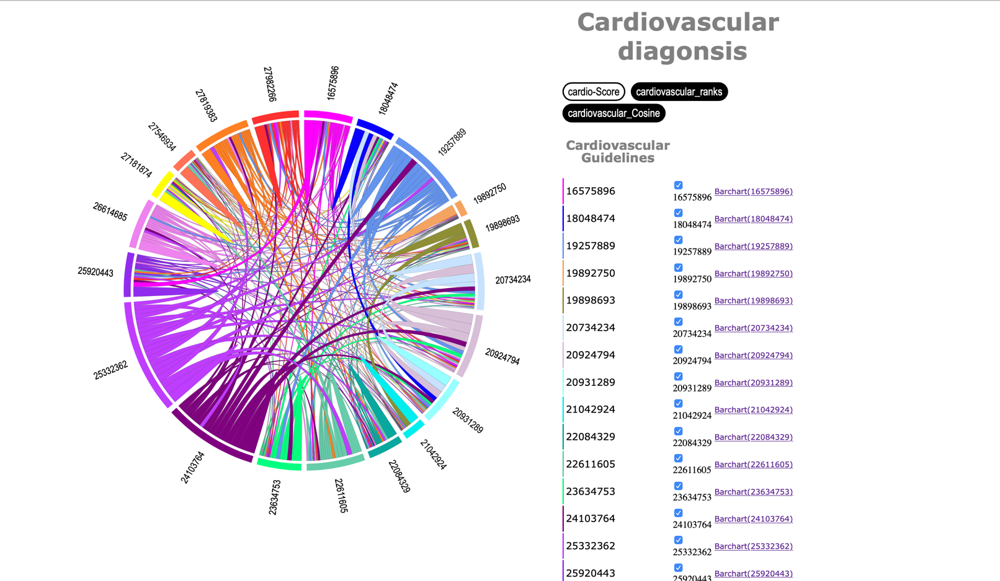 Cardiovascular
diagonsis
cardio-Score
cardiovascular_ranks
cardiovascular_Cosine
Cardiovascular
Guidelines
16575896
16575896
Barchart(16575896)
18048474
18048474
Barchart(18048474)
19257889
19257889
Barchart(19257889)
19892750
19892750
Barchart(19892750)
19898693
19898693
Barchart(19898693)
20734234
20734234
Barchart(20734234)
20924794
20924794
Barchart(20924794)
20931289
20931289
Barchart(20931289)
21042924
21042924
Barchart(21042924)
22084329
22084329
Barchart(22084329)
22611605
22611605
Barchart(22611605)
23634753
23634753
Barchart(23634753)
24103764
24103764
Barchart(24103764)
25332362
25332362
Barchart(25332362)
25920443
25920443
Barchart(25920443)
16575896
18048474
19257889
19892750
19898693
20734234
20924794
20931289
21042924
22084329
22611605
23634753
24103764
25332362
25920443
26614685
27181874
27546934
27819383
27982266